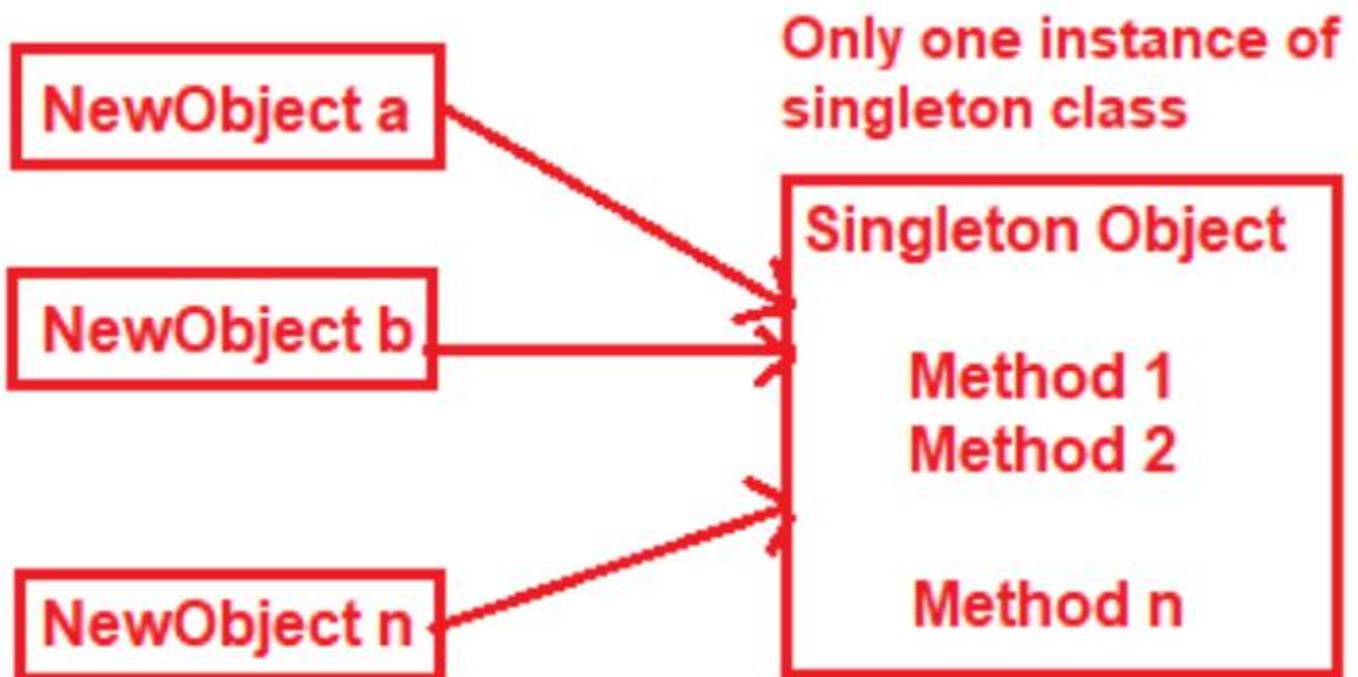 NewObject a
NewObject b
NewObject n
Only one instance of
singleton class
Singleton Object
Method 1
Method 2
Method n